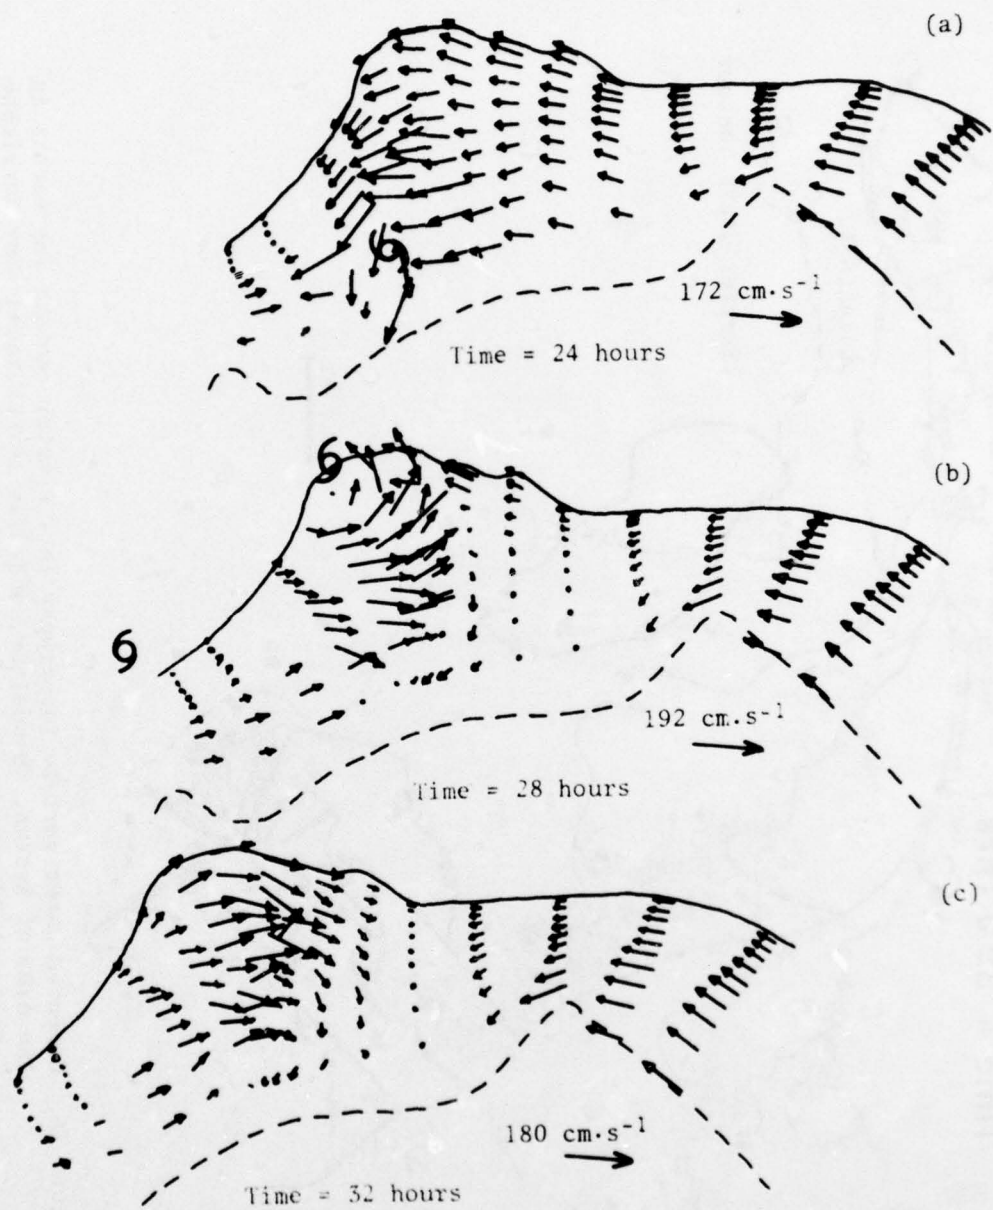 (a)
172 cm·s⁻¹
Time = 24 hours
(b)
192 cm.s⁻¹
Time = 28 hours
(c)
180 cm·s⁻¹
Time = 32 hours